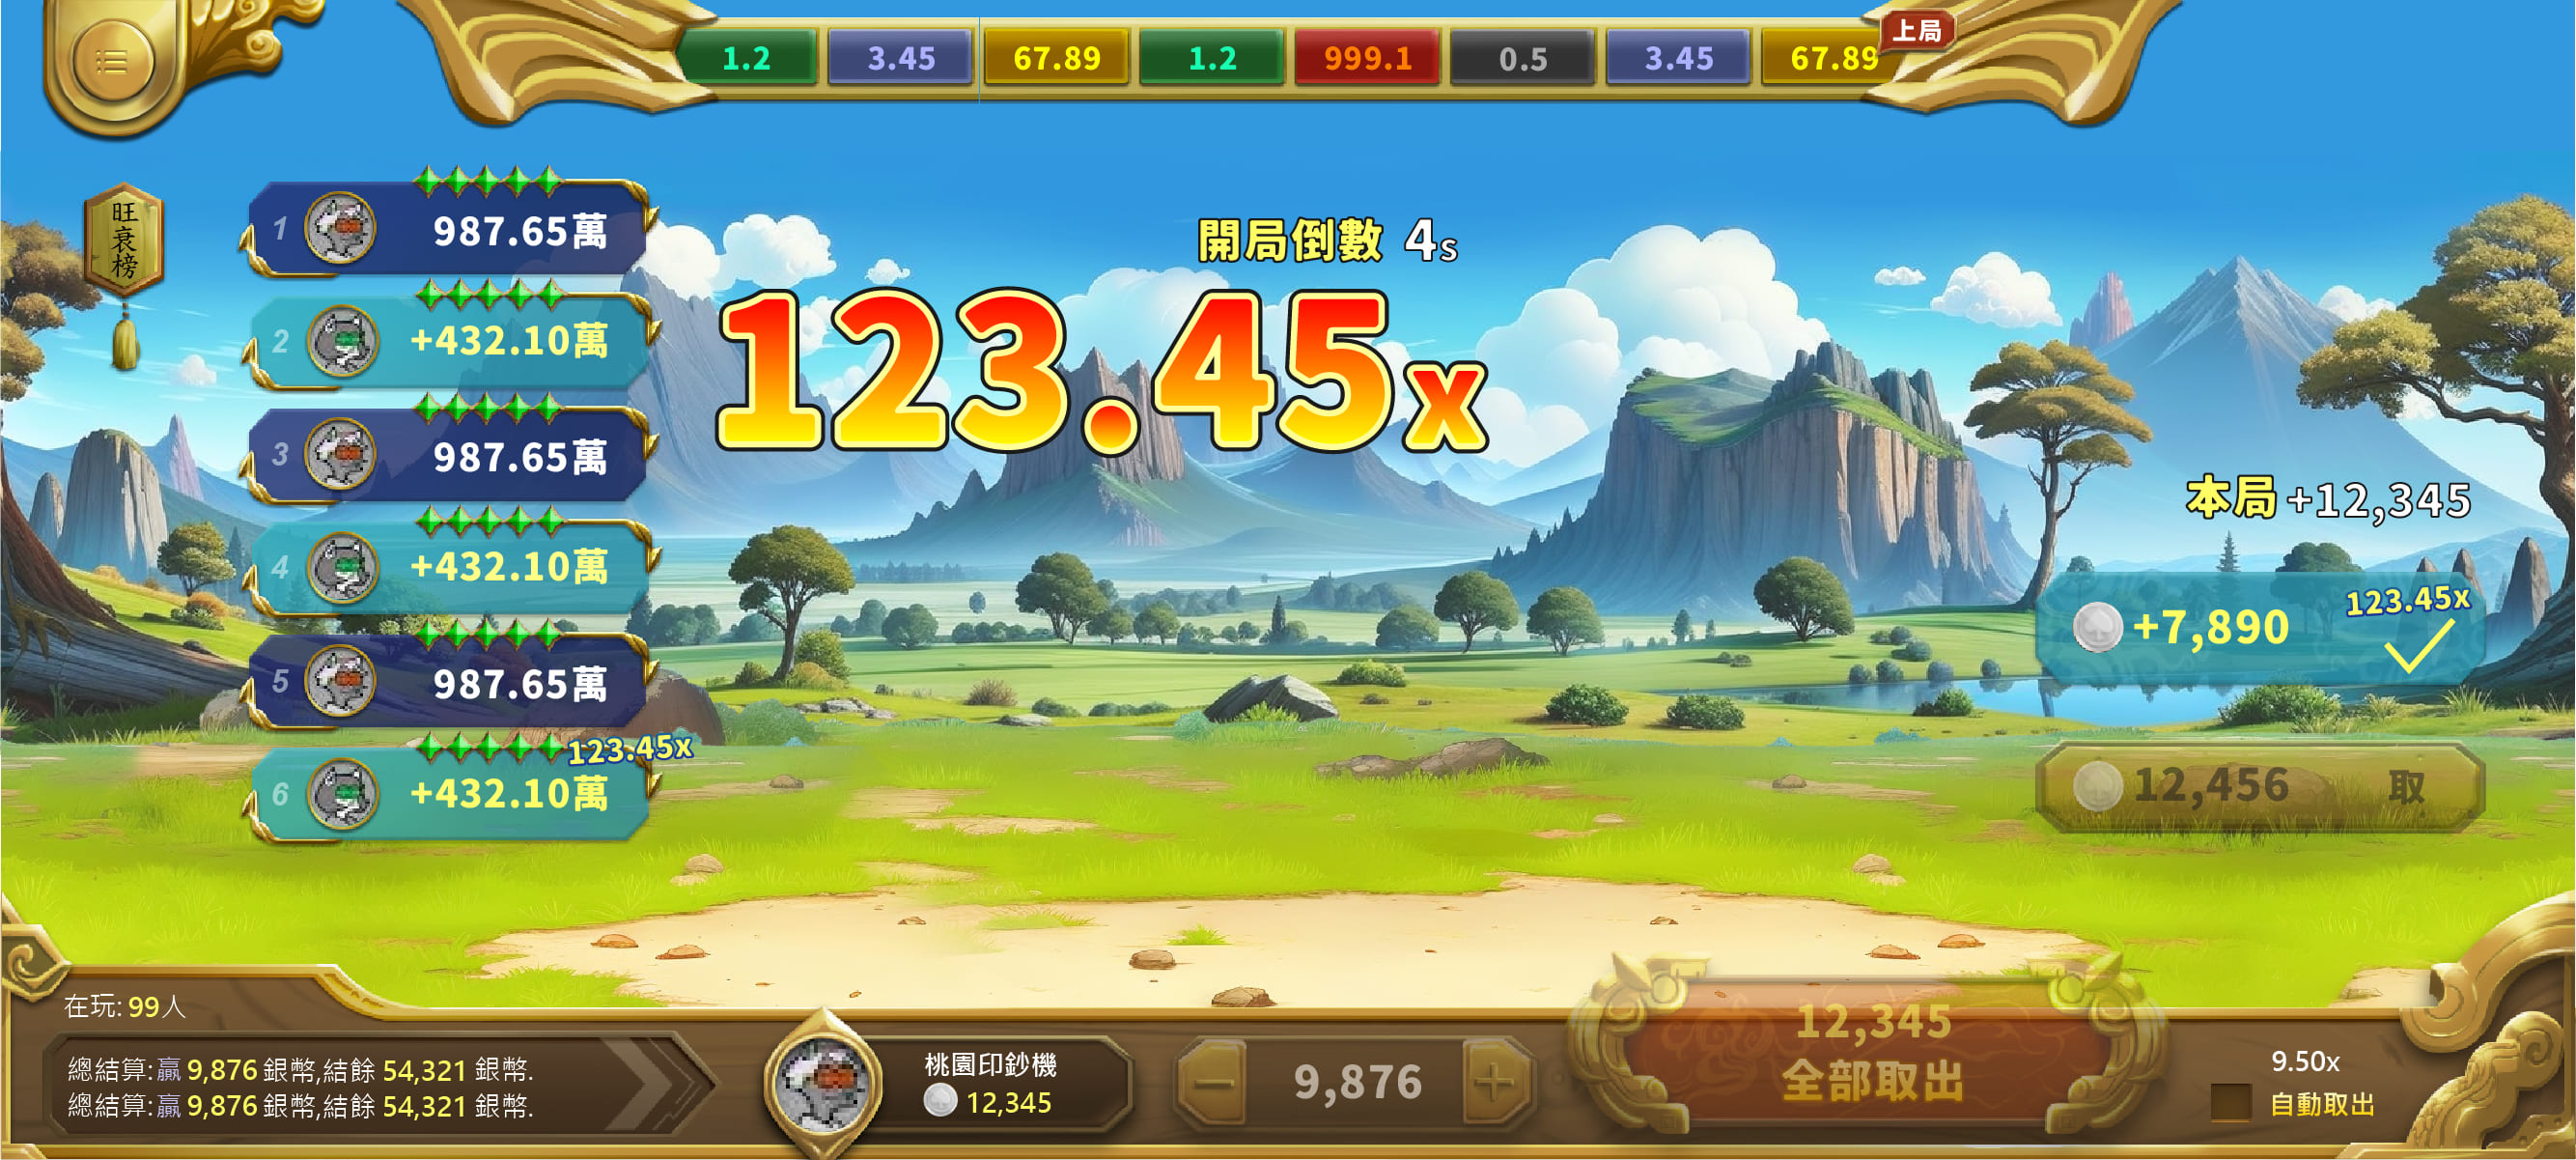 1.2 3.45 67.89 1.2 999.1 0.5 3.45 67.89 上局
旺衰榜
1 987.65萬
2 +432.10萬
3 987.65萬
4 +432.10萬
5 987.65萬
123.45x
6 +432.10萬
開局倒數 4s
123.45x
本局+12,345
123.45x
+7,890
12,456 取
在玩: 99人
總結算:贏 9,876 銀幣,結餘 54,321 銀幣.
總結算:贏 9,876 銀幣,結餘 54,321 銀幣.
桃園印鈔機
12,345
9,876
12,345
全部取出
9.50x
自動取出